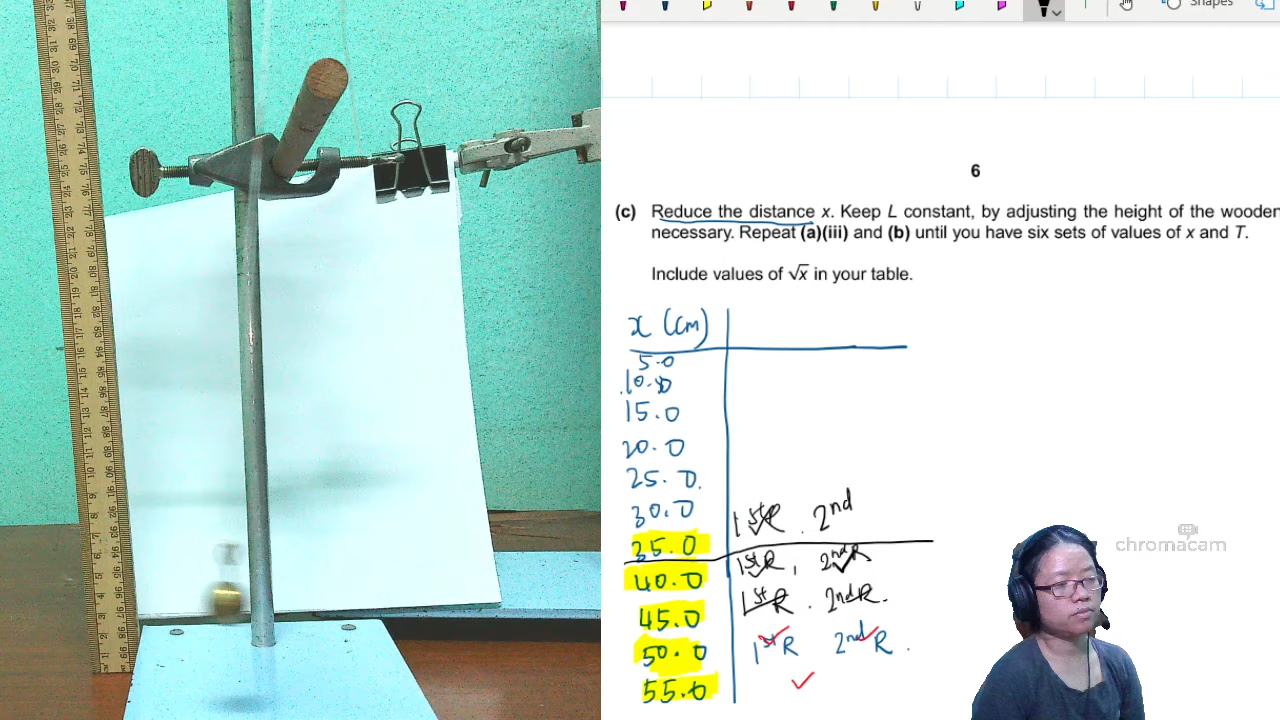 Shapes
6
(c) Reduce the distance x. Keep L constant, by adjusting the height of the wooden
necessary. Repeat (a)(iii) and (b) until you have six sets of values of x and T.
Include values of √x in your table.
x (cm)
5.0
10.0
15.0
20.0
25.0
30.0 1st R . 2nd
35.0
40.0 1st R, 2nd R
45.0 1st R . 2nd R.
50.0 1st R 2nd R .
55.0
chromacam